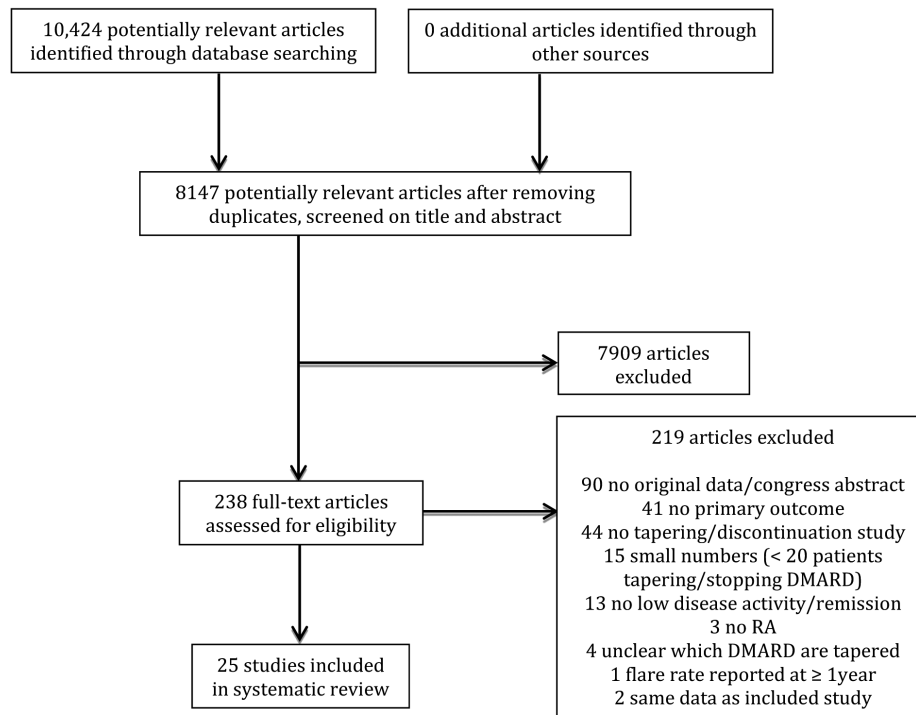 10,424 potentially relevant articles
identified through database searching
0 additional articles identified through
other sources
8147 potentially relevant articles after removing
duplicates, screened on title and abstract
7909 articles
excluded
238 full-text articles
assessed for eligibility
219 articles excluded
90 no original data/congress abstract
41 no primary outcome
44 no tapering/discontinuation study
15 small numbers (< 20 patients
tapering/stopping DMARD)
13 no low disease activity/remission
3 no RA
4 unclear which DMARD are tapered
1 flare rate reported at ≥ 1year
2 same data as included study
25 studies included
in systematic review